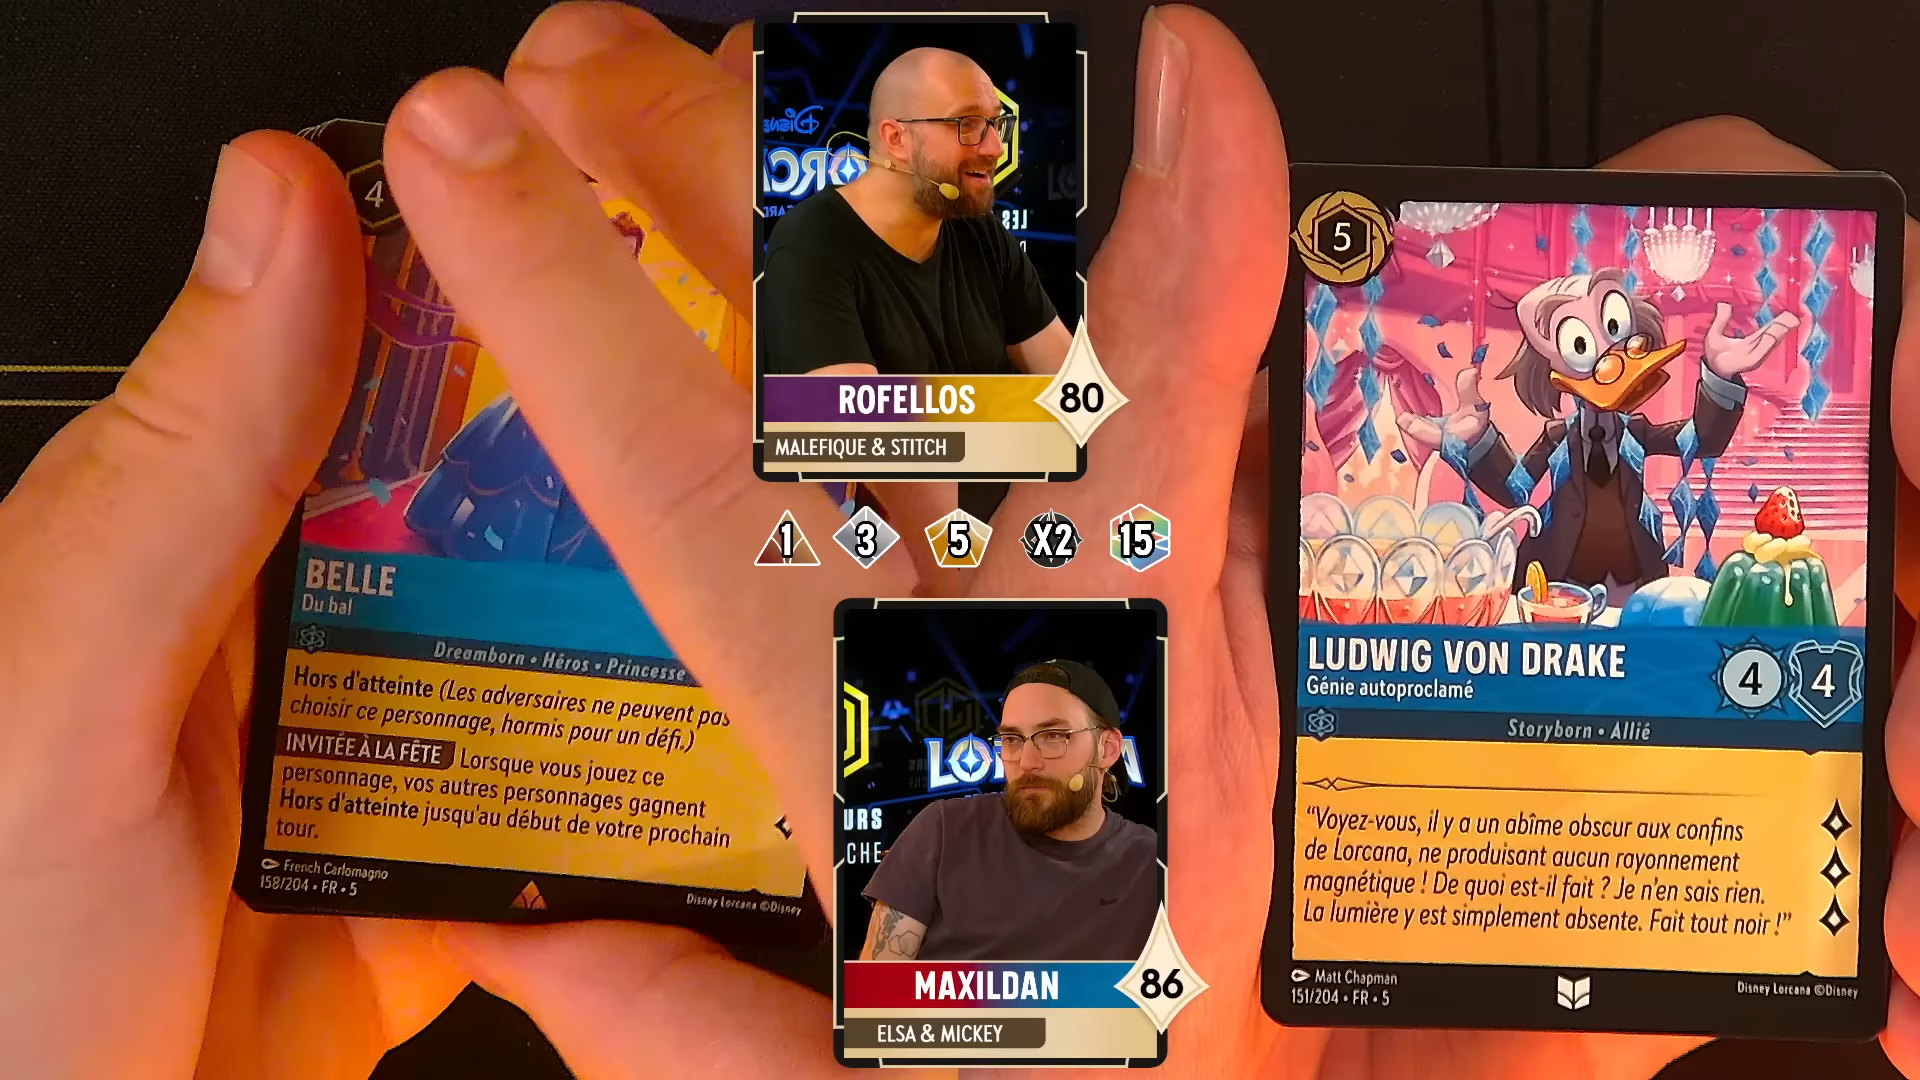 4
BELLE
Du bal
Dreamborn • Héros • Princesse
Hors d'atteinte (Les adversaires ne peuvent pas
choisir ce personnage, hormis pour un défi.)
INVITÉE À LA FÊTE Lorsque vous jouez ce
personnage, vos autres personnages gagnent
Hors d'atteinte jusqu'au début de votre prochain
tour.
French Carlomagno
158/204 • FR • 5
Disney Lorcana ©Disney
Disney
LES
ROFELLOS
80
MALEFIQUE & STITCH
1
3
5
X2
15
URS
CHE
MAXILDAN
86
ELSA & MICKEY
5
LUDWIG VON DRAKE
Génie autoproclamé
4
4
Storyborn • Allié
“Voyez-vous, il y a un abîme obscur aux confins
de Lorcana, ne produisant aucun rayonnement
magnétique ! De quoi est-il fait ? Je n'en sais rien.
La lumière y est simplement absente. Fait tout noir !”
Matt Chapman
151/204 • FR • 5
Disney Lorcana ©Disney